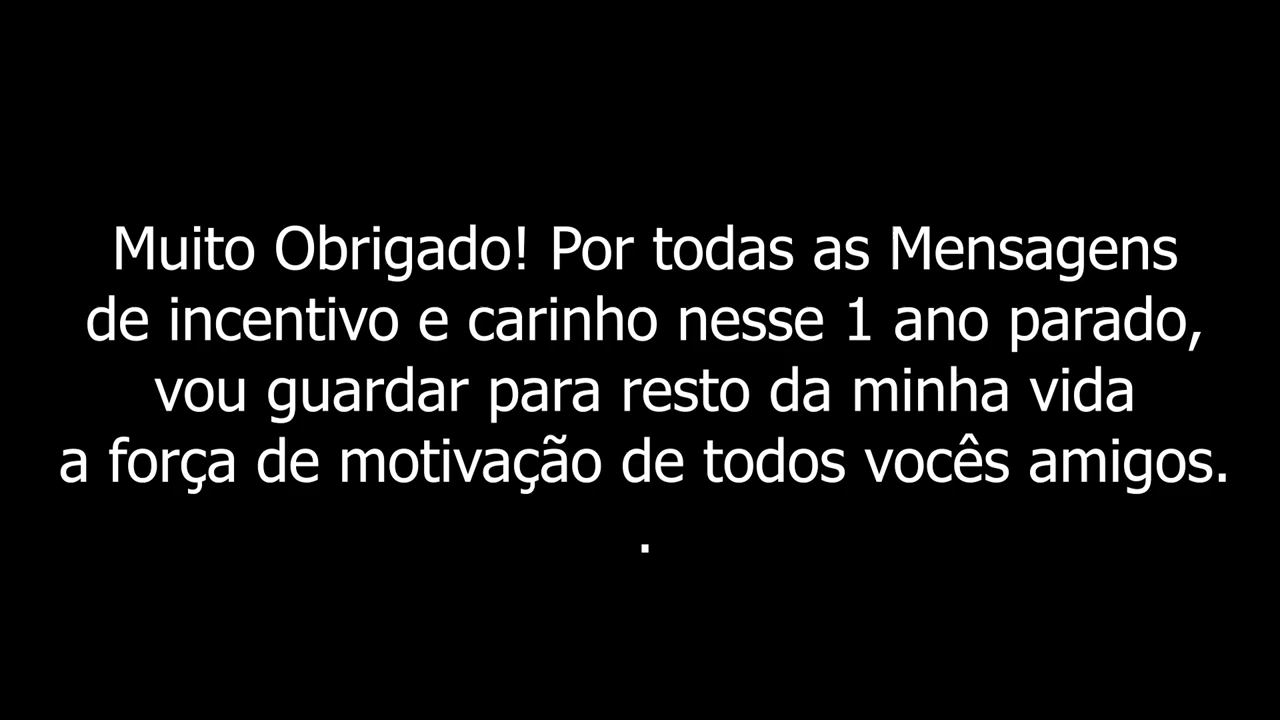 Muito Obrigado! Por todas as Mensagens
de incentivo e carinho nesse 1 ano parado,
vou guardar para resto da minha vida
a força de motivação de todos vocês amigos.
.